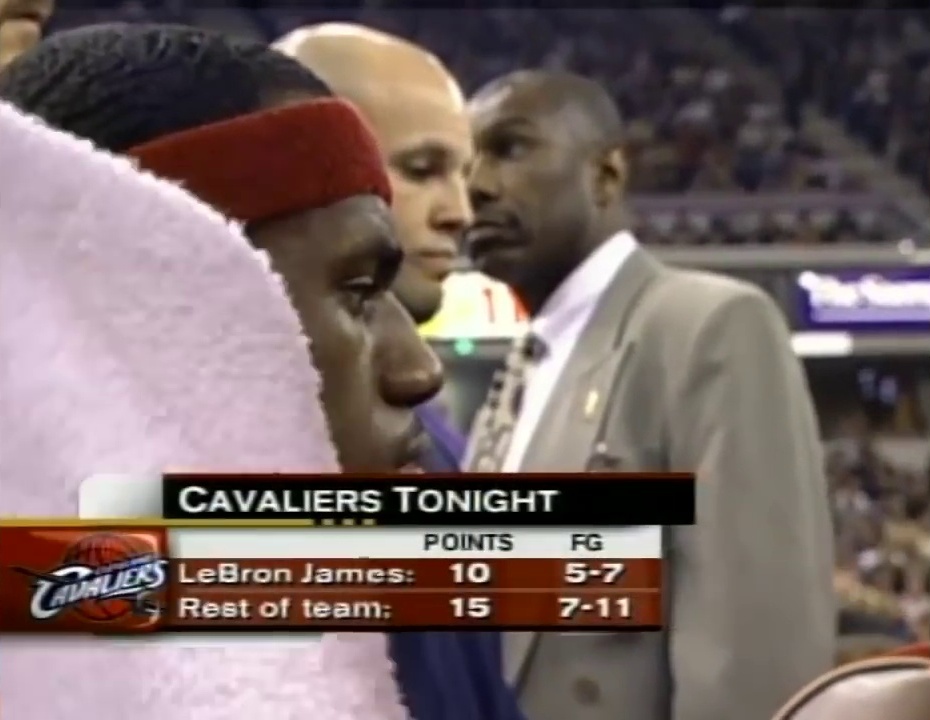 CAVALIERS TONIGHT
POINTS FG
CAVALIERS
LeBron James: 10 5-7
Rest of team: 15 7-11